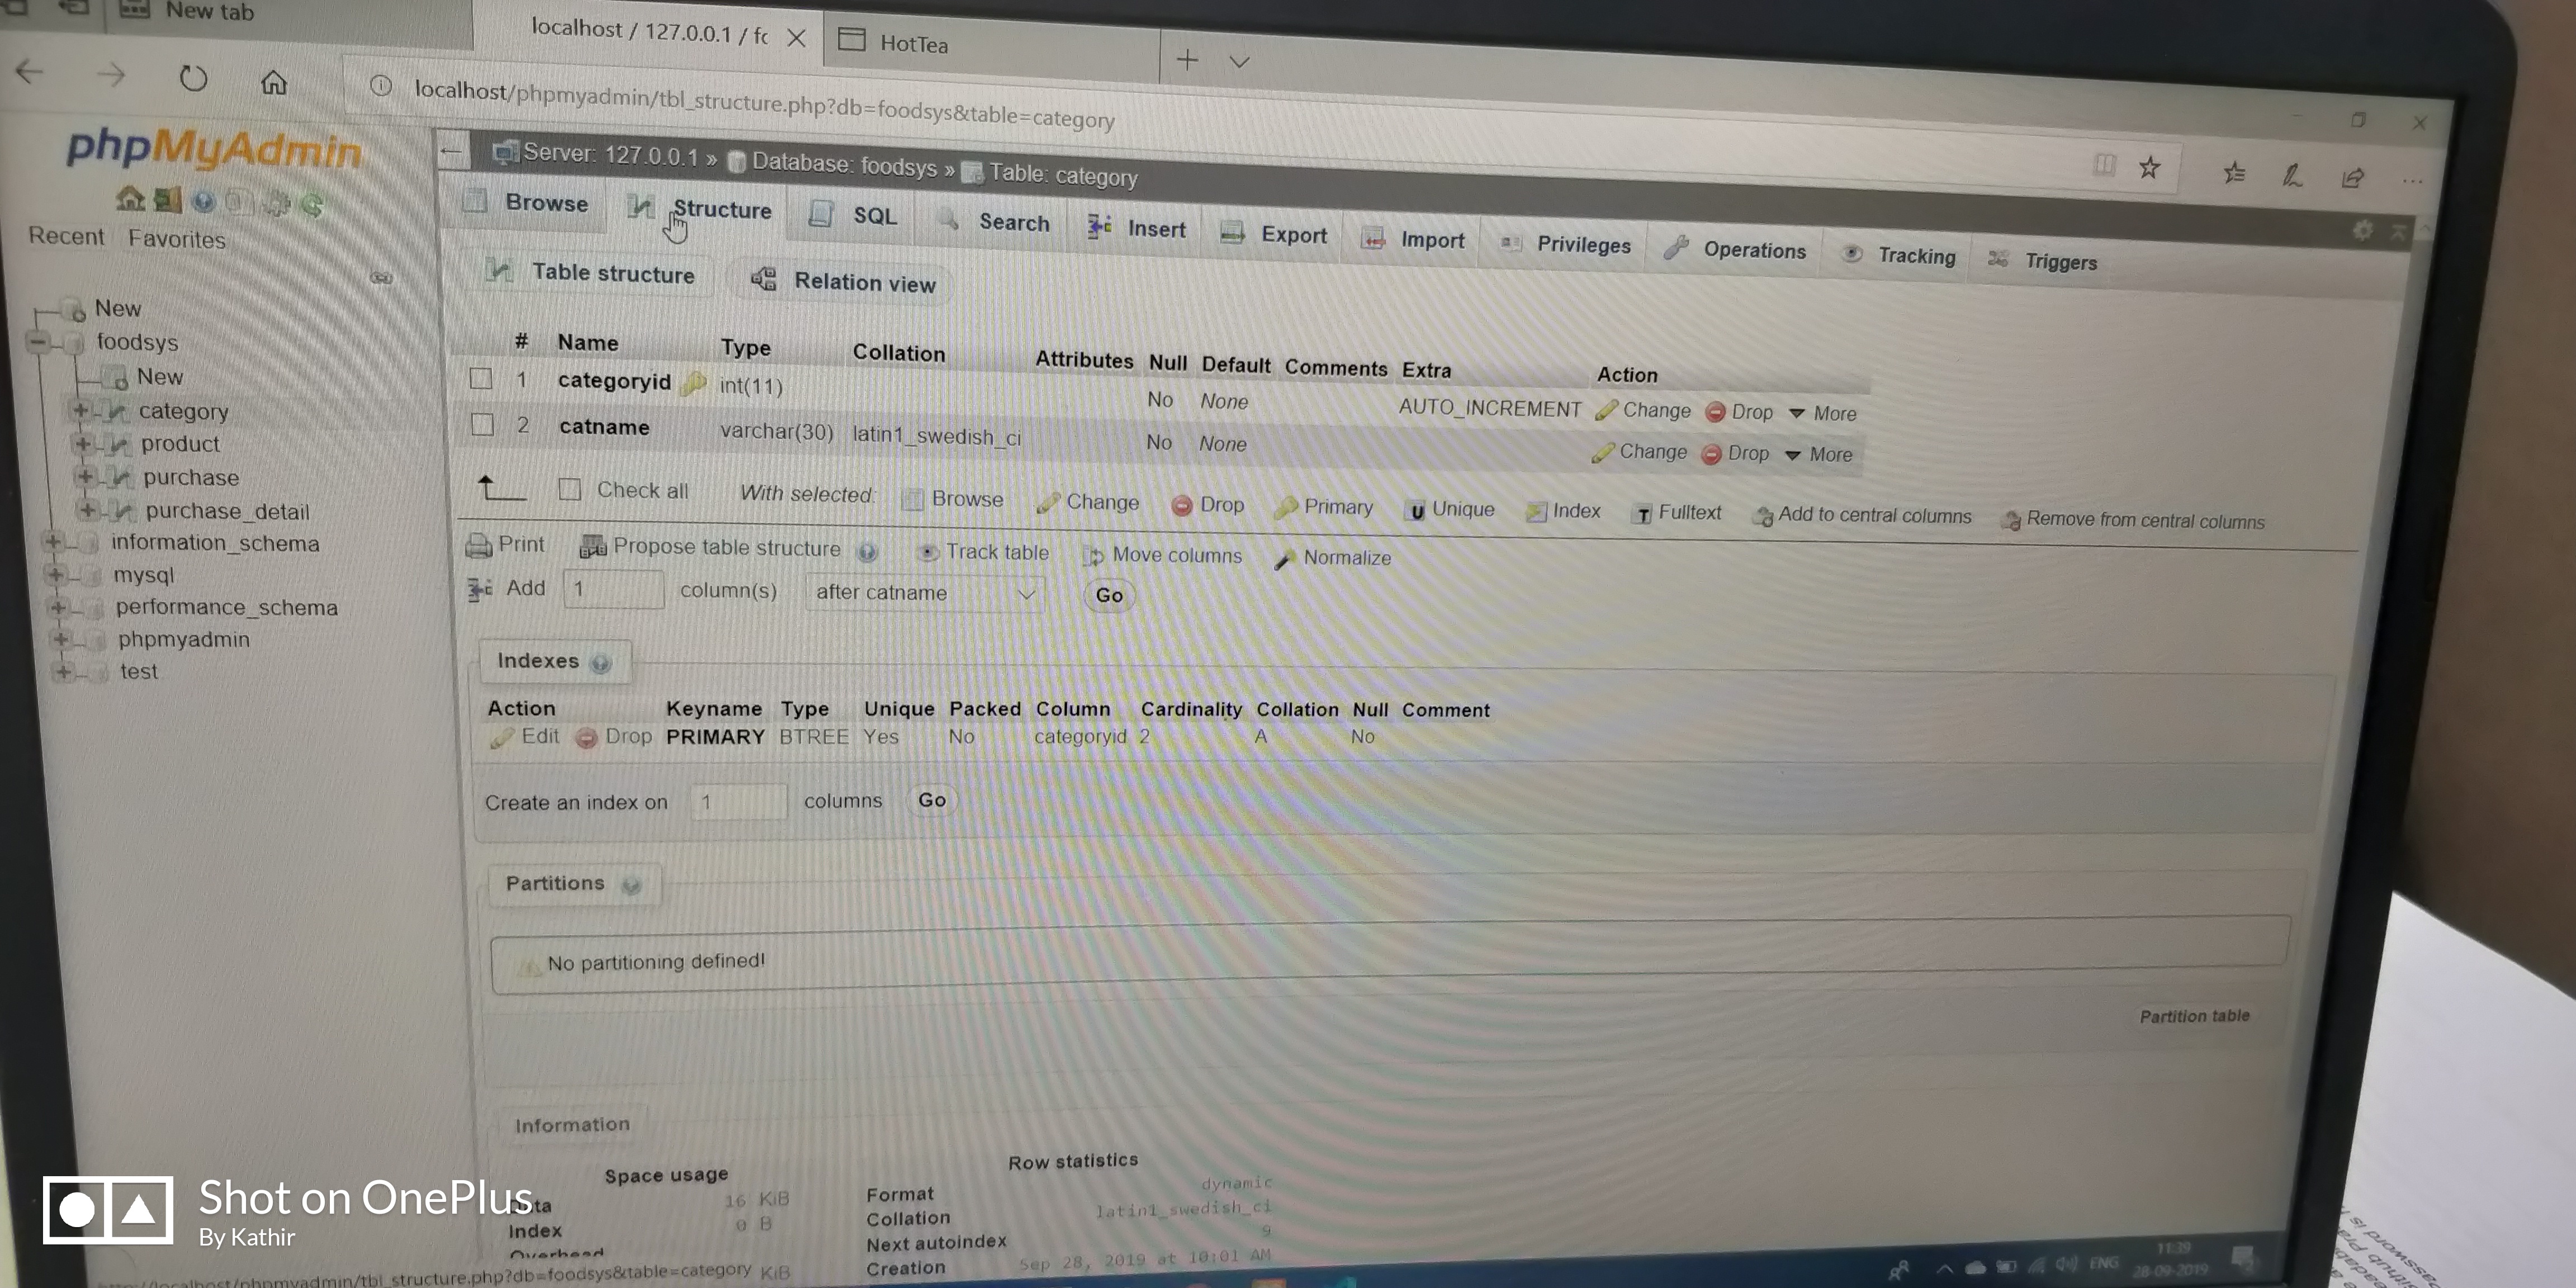 New tab
localhost / 127.0.0.1 / fc
HotTea
localhost/phpmyadmin/tbl_structure.php?db=foodsys&table=category
phpMyAdmin
Recent Favorites
New
foodsys
New
category
product
purchase
purchase_detail
information_schema
mysql
performance_schema
phpmyadmin
test
Server: 127.0.0.1 » Database: foodsys » Table: category
Browse Structure SQL Search Insert Export Import Privileges Operations Tracking Triggers
Table structure Relation view
# Name Type Collation Attributes Null Default Comments Extra Action
1 categoryid int(11) No None AUTO_INCREMENT Change Drop More
2 catname varchar(30) latin1_swedish_ci No None Change Drop More
Check all With selected: Browse Change Drop Primary Unique Index Fulltext Add to central columns Remove from central columns
Print Propose table structure Track table Move columns Normalize
Add 1 column(s) after catname Go
Indexes
Action Keyname Type Unique Packed Column Cardinality Collation Null Comment
Edit Drop PRIMARY BTREE Yes No categoryid 2 A No
Create an index on 1 columns Go
Partitions
No partitioning defined!
Partition table
Information
Space usage
16 KiB
Index 0 B
Overhead
KiB
Row statistics
Format dynamic
Collation latin1_swedish_ci
Next autoindex 9
Creation Sep 28, 2019 at 10:01 AM
localhost/phpmyadmin/tbl_structure.php?db=foodsys&table=category
ENG
11:39
28-09-2019
Shot on OnePlus
By Kathir